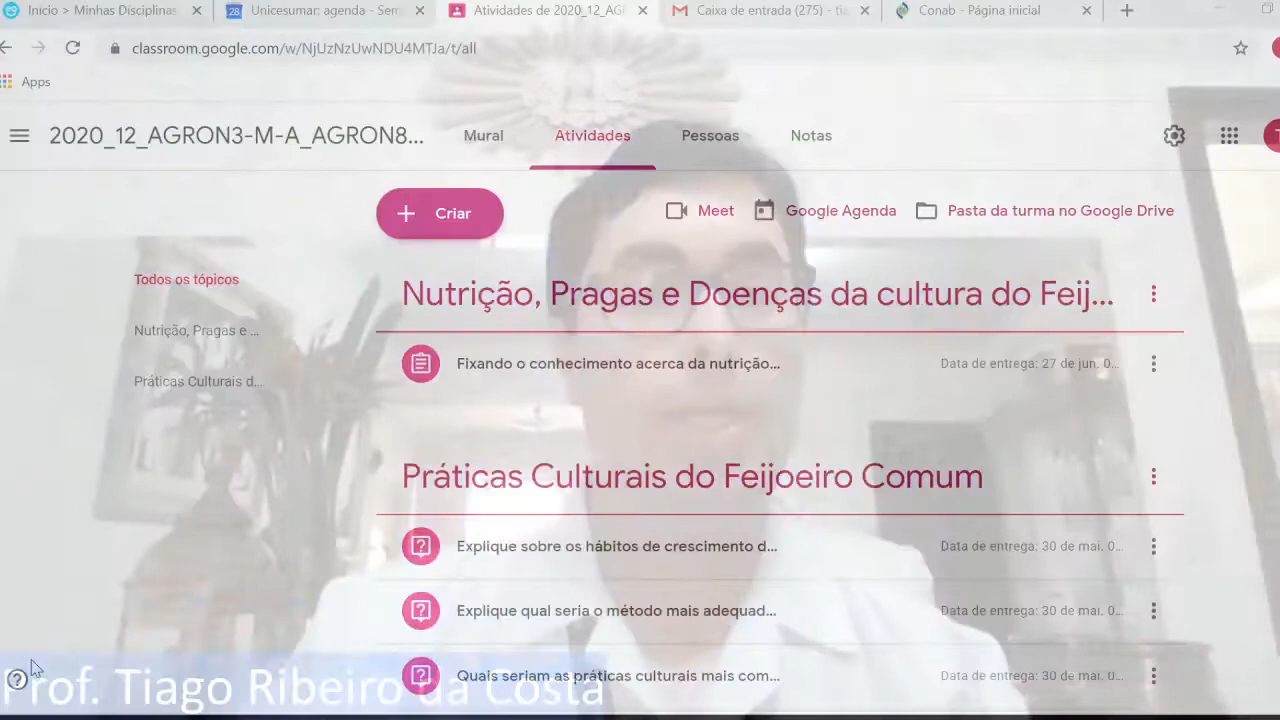 Início > Minhas Disciplinas
28 Unicesumar: agenda - Sem
Atividades de 2020_12_AGR
Caixa de entrada (275) - tia
Conab - Página inicial
classroom.google.com/w/NjUzNzUwNDU4MTJa/t/all
Apps
2020_12_AGRON3-M-A_AGRON8...
Mural
Atividades
Pessoas
Notas
Criar
Meet
Google Agenda
Pasta da turma no Google Drive
Todos os tópicos
Nutrição, Pragas e ...
Práticas Culturais d...
Nutrição, Pragas e Doenças da cultura do Feij...
Fixando o conhecimento acerca da nutrição... Data de entrega: 27 de jun. 0...
Práticas Culturais do Feijoeiro Comum
Explique sobre os hábitos de crescimento d... Data de entrega: 30 de mai. 0...
Explique qual seria o método mais adequad... Data de entrega: 30 de mai. 0...
Quais seriam as práticas culturais mais com... Data de entrega: 30 de mai. 0...
Prof. Tiago Ribeiro da Costa